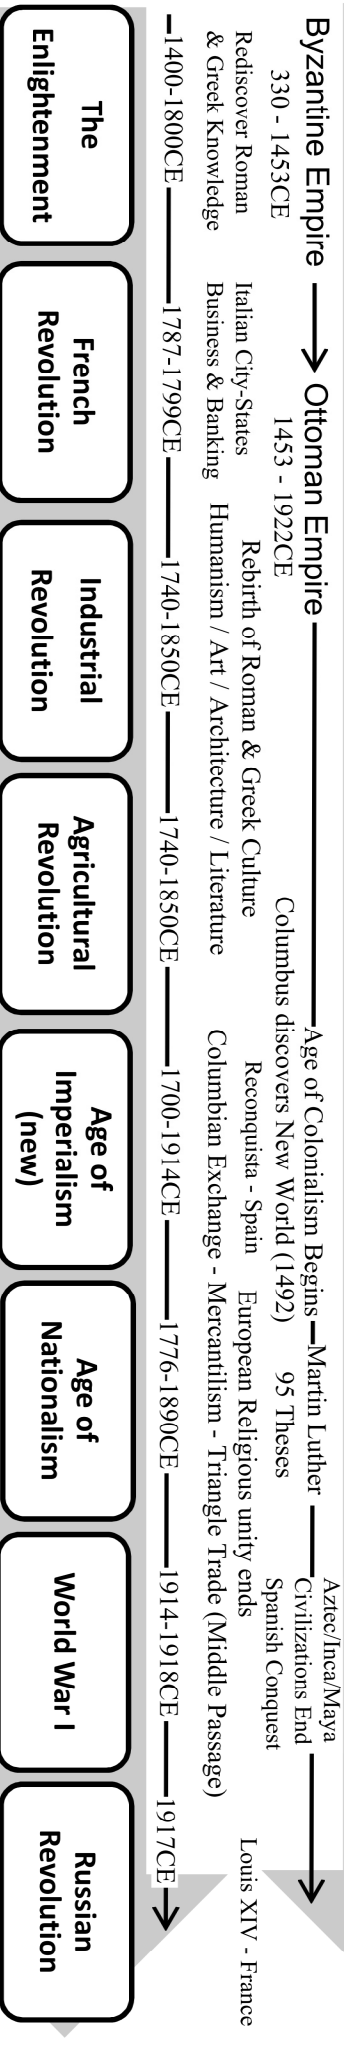 Byzantine Empire
330 - 1453CE
Ottoman Empire
1453 - 1922CE
Age of Colonialism Begins
Columbus discovers New World (1492)
Martin Luther
95 Theses
Aztec/Inca/Maya
Civilizations End
Spanish Conquest
Rediscover Roman
& Greek Knowledge
Italian City-States
Business & Banking
Rebirth of Roman & Greek Culture
Humanism / Art / Architecture / Literature
Reconquista - Spain
European Religious unity ends
Columbian Exchange - Mercantilism - Triangle Trade (Middle Passage)
Louis XIV - France
1400-1800CE
1787-1799CE
1740-1850CE
1740-1850CE
1700-1914CE
1776-1890CE
1914-1918CE
1917CE
The
Enlightenment
French
Revolution
Industrial
Revolution
Agricultural
Revolution
Age of
Imperialism
(new)
Age of
Nationalism
World War I
Russian
Revolution